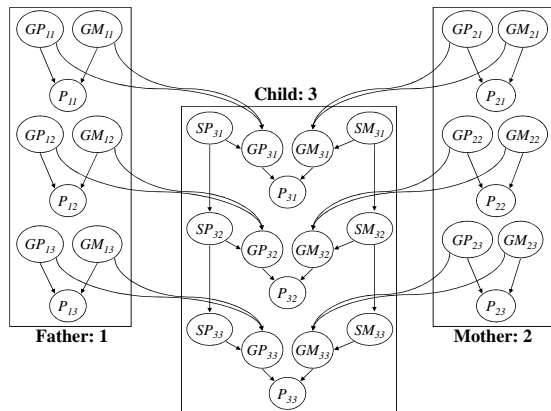 GP11 GM11 GP21 GM21
P11 Child: 3 P21
SP31 GP31 GM31 SM31
GP12 GM12 GP22 GM22
P31
P12 P22
SP32 GP32 GM32 SM32
GP13 GM13 GP23 GM23
P32
P13 P23
SP33 GP33 GM33 SM33
Father: 1 Mother: 2
P33